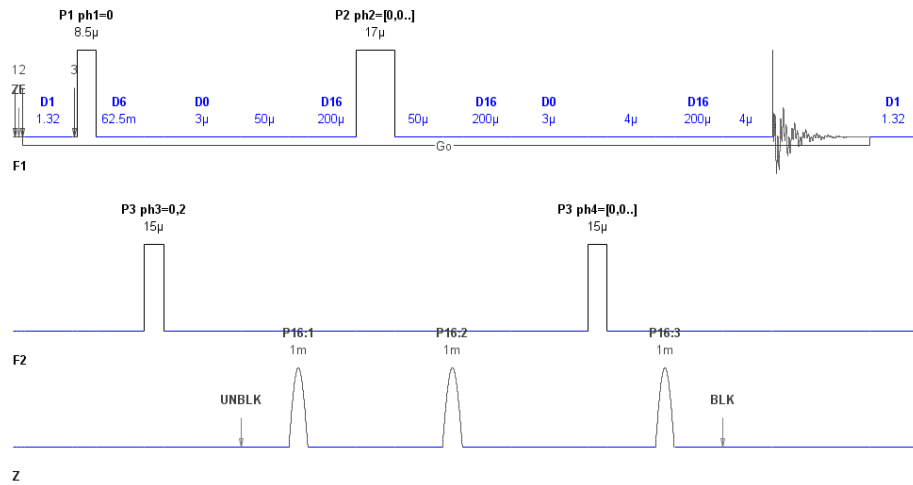 P1 ph1=0 P2 ph2=[0,0..]
8.5µ 17µ
12 3
ZE
D1 D6 D0 D16 D16 D0 D16 D1
1.32 62.5m 3µ 50µ 200µ 50µ 200µ 3µ 4µ 200µ 4µ 1.32
Go
F1
P3 ph3=0,2 P3 ph4=[0,0..]
15µ 15µ
P16:1 P16:2 P16:3
F2 1m 1m 1m
UNBLK BLK
Z